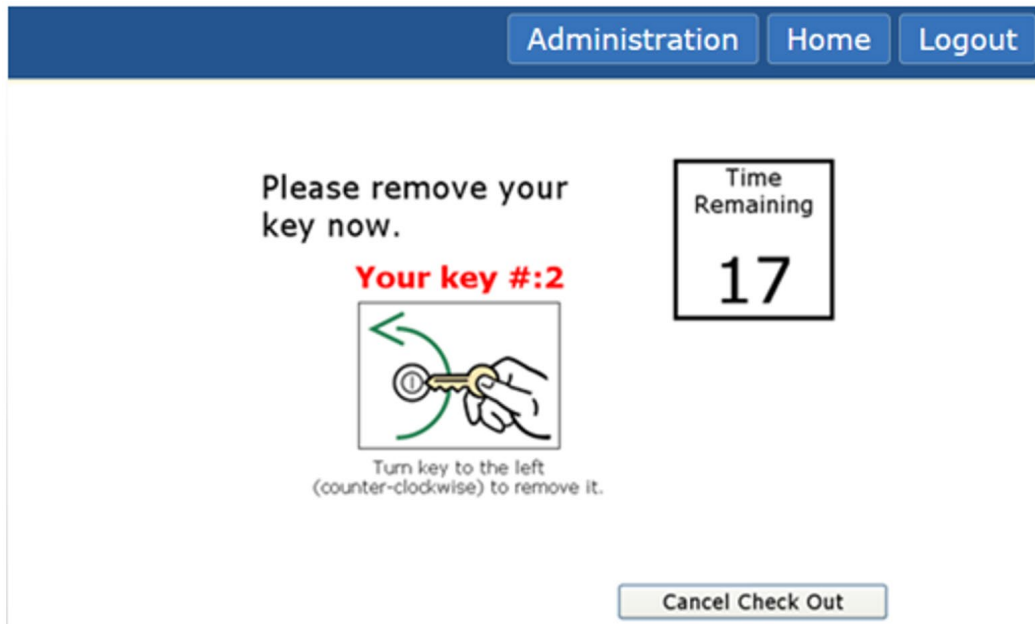 Administration Home Logout
Please remove your
key now.
Time
Remaining
17
Your key #:2
Turn key to the left
(counter-clockwise) to remove it.
Cancel Check Out